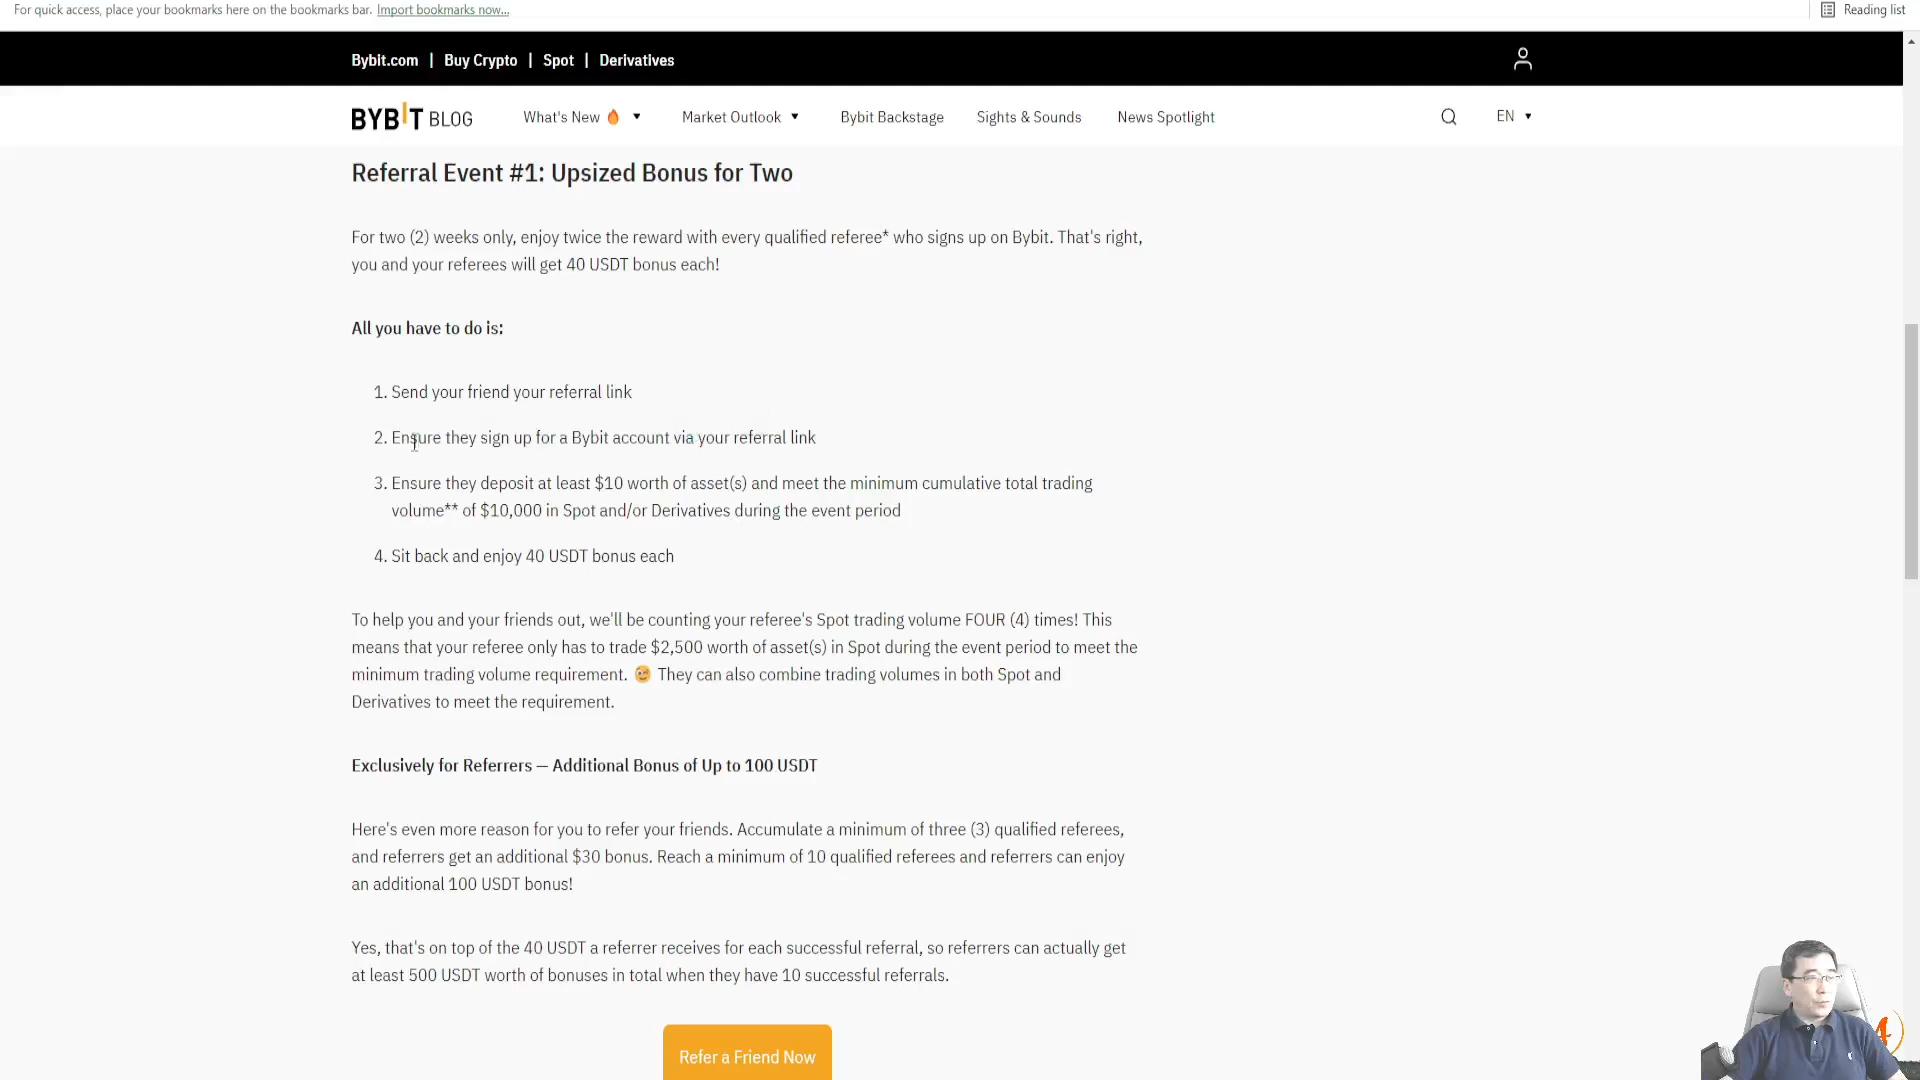 For quick access, place your bookmarks here on the bookmarks bar. Import bookmarks now...
Reading list
Bybit.com | Buy Crypto | Spot | Derivatives
BYBIT BLOG
What's New 🔥
Market Outlook
Bybit Backstage
Sights & Sounds
News Spotlight
EN
Referral Event #1: Upsized Bonus for Two
For two (2) weeks only, enjoy twice the reward with every qualified referee* who signs up on Bybit. That's right,
you and your referees will get 40 USDT bonus each!
All you have to do is:
1. Send your friend your referral link
2. Ensure they sign up for a Bybit account via your referral link
3. Ensure they deposit at least $10 worth of asset(s) and meet the minimum cumulative total trading
volume** of $10,000 in Spot and/or Derivatives during the event period
4. Sit back and enjoy 40 USDT bonus each
To help you and your friends out, we'll be counting your referee's Spot trading volume FOUR (4) times! This
means that your referee only has to trade $2,500 worth of asset(s) in Spot during the event period to meet the
minimum trading volume requirement. 😉 They can also combine trading volumes in both Spot and
Derivatives to meet the requirement.
Exclusively for Referrers — Additional Bonus of Up to 100 USDT
Here's even more reason for you to refer your friends. Accumulate a minimum of three (3) qualified referees,
and referrers get an additional $30 bonus. Reach a minimum of 10 qualified referees and referrers can enjoy
an additional 100 USDT bonus!
Yes, that's on top of the 40 USDT a referrer receives for each successful referral, so referrers can actually get
at least 500 USDT worth of bonuses in total when they have 10 successful referrals.
Refer a Friend Now